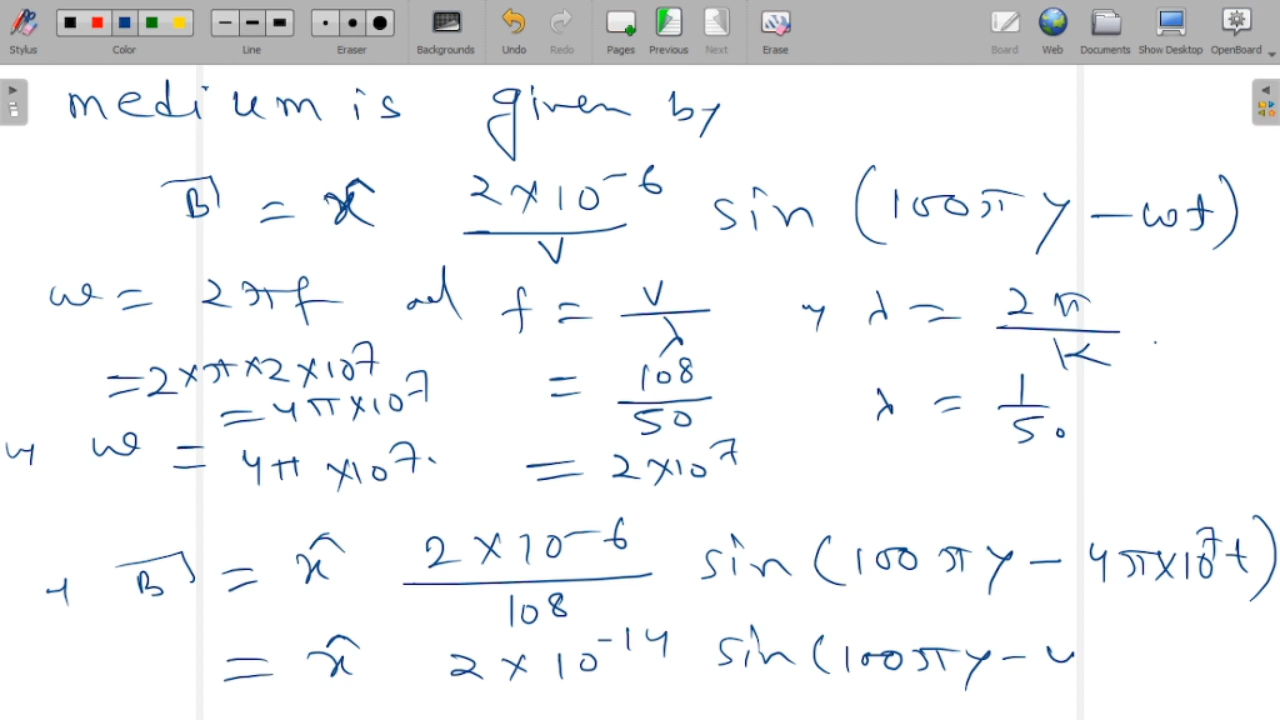 Stylus Color Line Eraser Backgrounds Undo Redo Pages Previous Next Erase Board Web Documents Show Desktop OpenBoard
medium is given by
B = x̂ 2×10⁻⁶/V sin (100πy - ωt)
ω = 2πf and f = V/λ λ = 2π/K
= 2×π×2×10⁷ = 10⁸/50 λ = 1/50
= 4π×10⁷
ω = 4π×10⁷. = 2×10⁷
B = x̂ 2×10⁻⁶/10⁸ sin(100πy - 4π×10⁷t)
= x̂ 2×10⁻¹⁴ sin(100πy -